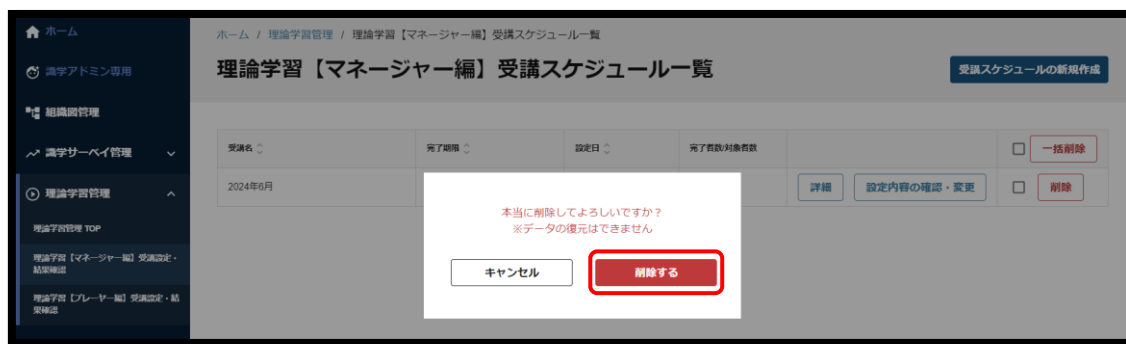 ホーム
識学アドミン専用
組織図管理
識学サーベイ管理
理論学習管理
理論学習管理 TOP
理論学習【マネージャー編】受講設定・
結果確認
理論学習【プレーヤー編】受講設定・結
果確認
ホーム / 理論学習管理 / 理論学習【マネージャー編】受講スケジュール一覧
理論学習【マネージャー編】受講スケジュール一覧
受講スケジュールの新規作成
受講名 完了期限 設定日 完了者数/対象者数 一括削除
2024年6月 詳細 設定内容の確認・変更 削除
本当に削除してよろしいですか？
※データの復元はできません
キャンセル 削除する